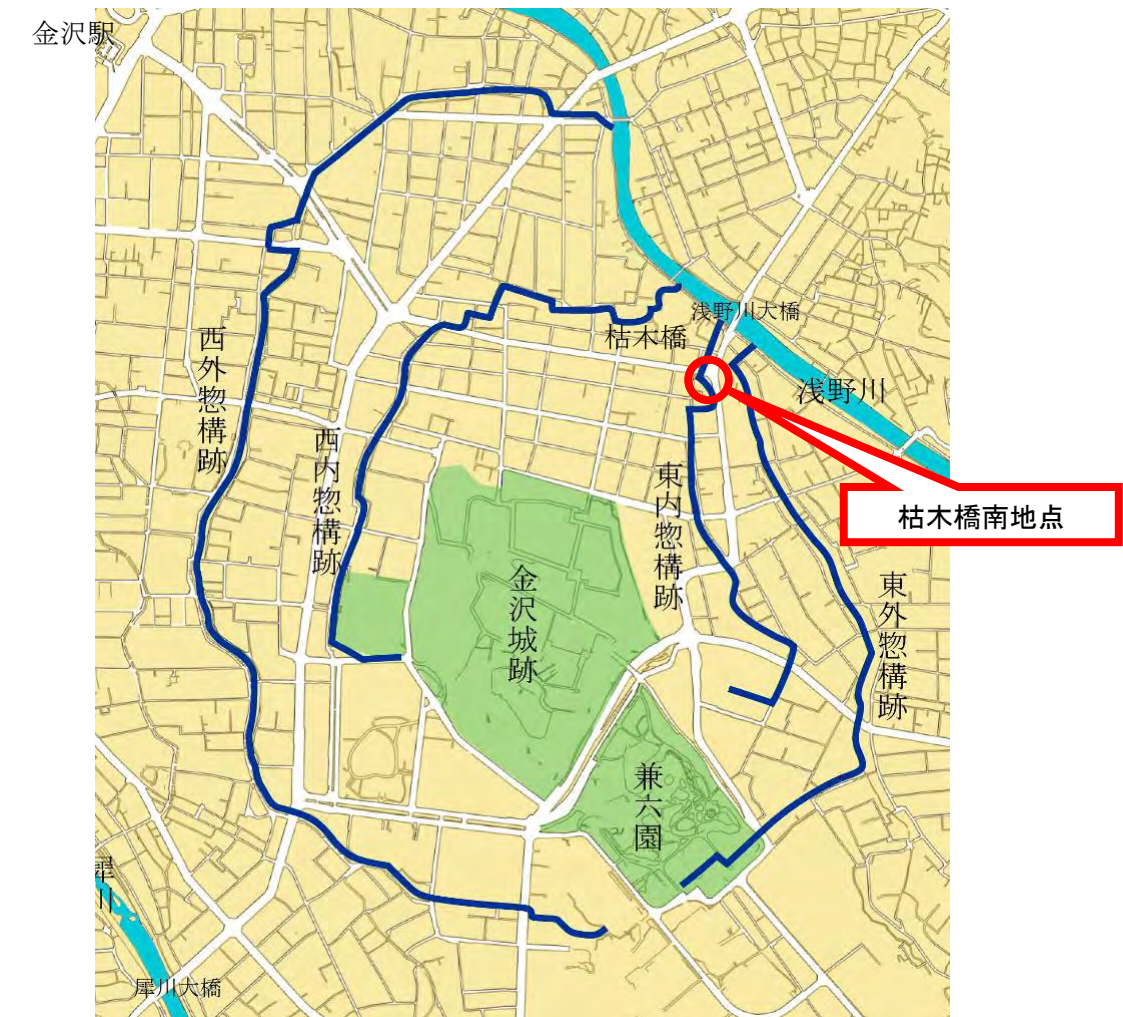 金沢駅
浅野川大橋
枯木橋
浅野川
西外惣構跡
西内惣構跡
東内惣構跡
枯木橋南地点
金沢城跡
東外惣構跡
兼六園
犀川
犀川大橋